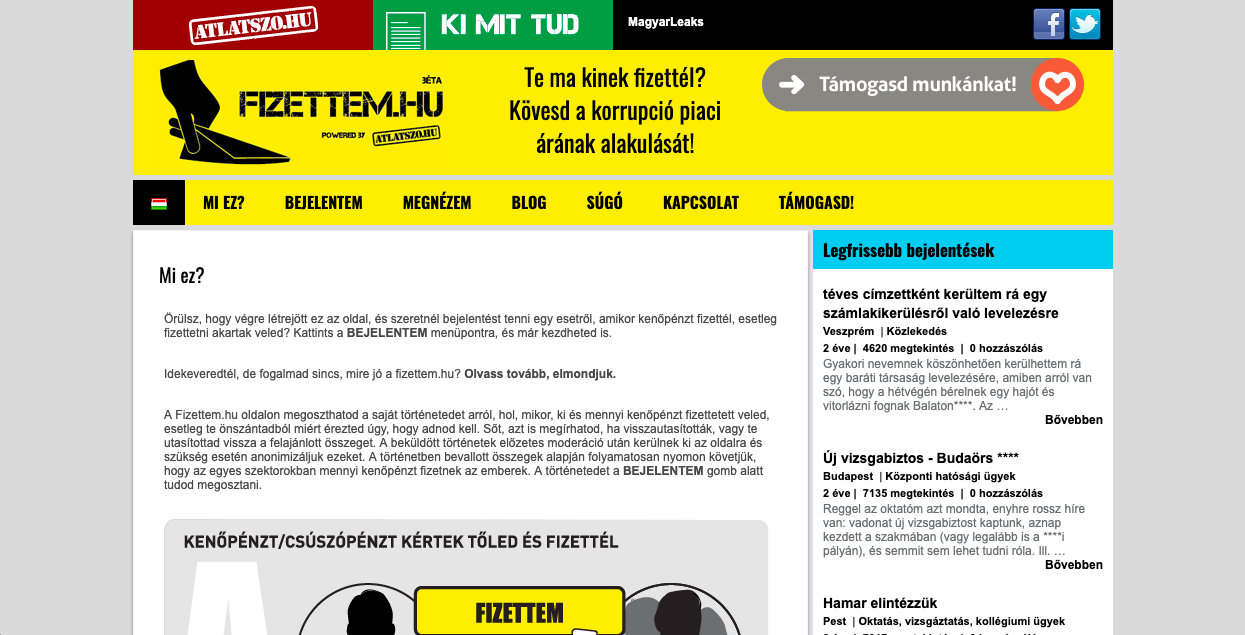 ATLATSZO.HU
KI MIT TUD
MagyarLeaks
BÉTA
FIZETTEM.HU
POWERED BY ATLATSZO.HU
Te ma kinek fizettél?
Kövesd a korrupció piaci
árának alakulását!
Támogasd munkánkat!
MI EZ?
BEJELENTEM
MEGNÉZEM
BLOG
SÚGÓ
KAPCSOLAT
TÁMOGASD!
Mi ez?
Örülsz, hogy végre létrejött ez az oldal, és szeretnél bejelentést tenni egy esetről, amikor kenőpénzt fizettél, esetleg
fizettetni akartak veled? Kattints a BEJELENTEM menüpontra, és már kezdheted is.
Idekeveredtél, de fogalmad sincs, mire jó a fizettem.hu? Olvass tovább, elmondjuk.
A Fizettem.hu oldalon megoszthatod a saját történetedet arról, hol, mikor, ki és mennyi kenőpénzt fizettetett veled,
esetleg te önszántadból miért érezted úgy, hogy adnod kell. Sőt, azt is megírhatod, ha visszautasították, vagy te
utasítottad vissza a felajánlott összeget. A beküldött történetek előzetes moderáció után kerülnek ki az oldalra és
szükség esetén anonimizáljuk ezeket. A történetben bevallott összegek alapján folyamatosan nyomon követjük,
hogy az egyes szektorokban mennyi kenőpénzt fizetnek az emberek. A történetedet a BEJELENTEM gomb alatt
tudod megosztani.
KENŐPÉNZT/CSÚSZÓPÉNZT KÉRTEK TŐLED ÉS FIZETTÉL
FIZETTEM
Legfrissebb bejelentések
téves címzettként kerültem rá egy
számlakikerülésről való levelezésre
Veszprém | Közlekedés
2 éve | 4620 megtekintés | 0 hozzászólás
Gyakori nevemnek köszönhetően kerülhettem rá
egy baráti társaság levelezésére, amiben arról van
szó, hogy a hétvégén bérelnek egy hajót és
vitorlázni fognak Balaton****. Az …
Bővebben
Új vizsgabiztos - Budaörs ****
Budapest | Központi hatósági ügyek
2 éve | 7135 megtekintés | 0 hozzászólás
Reggel az oktatóm azt mondta, enyhre rossz híre
van: vadonat új vizsgabiztost kaptunk, aznap
kezdett a szakmában (vagy legalább is a ****i
pályán), és semmit sem lehet tudni róla. Ill. …
Bővebben
Hamar elintézzük
Pest | Oktatás, vizsgáztatás, kollégiumi ügyek